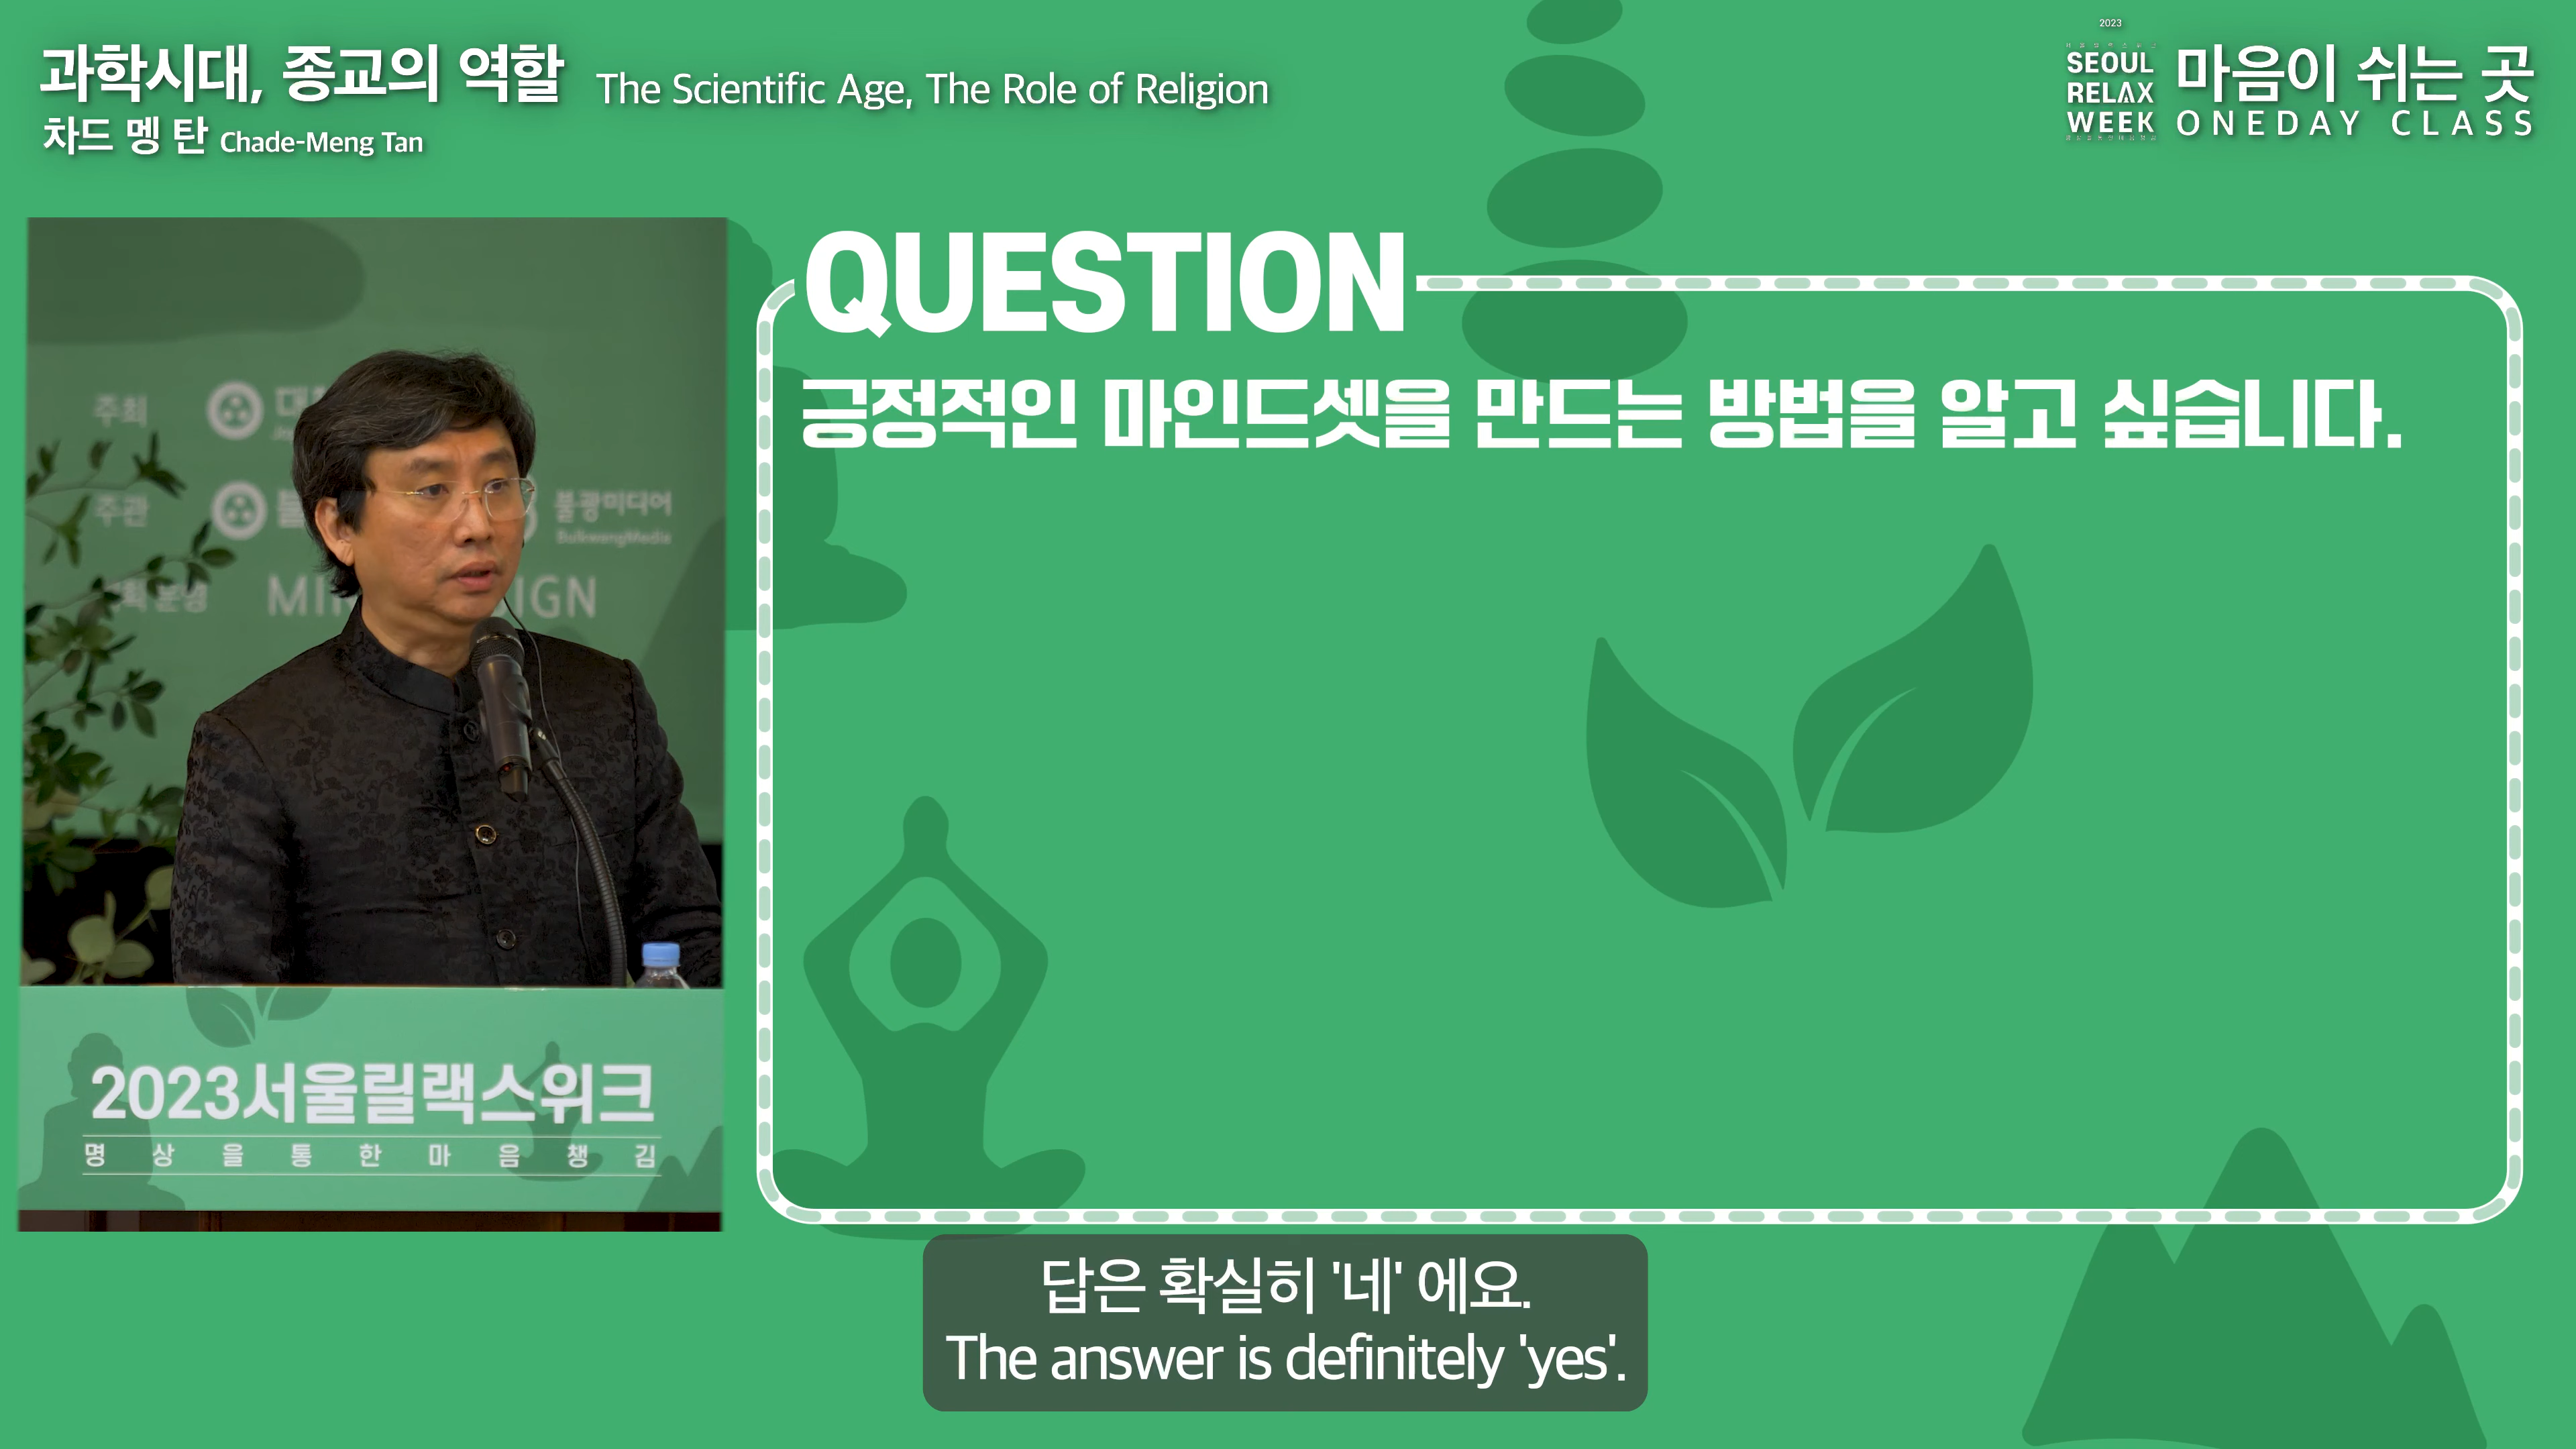 과학시대, 종교의 역할 The Scientific Age, The Role of Religion
차드 멩 탄 Chade-Meng Tan
2023
SEOUL
RELAX
WEEK
마음이 쉬는 곳
ONEDAY CLASS
QUESTION
긍정적인 마인드셋을 만드는 방법을 알고 싶습니다.
주최
주관
불광미디어
BulkwangMedia
2023서울릴랙스위크
명상을통한마음챙김
답은 확실히 '네' 에요.
The answer is definitely 'yes'.